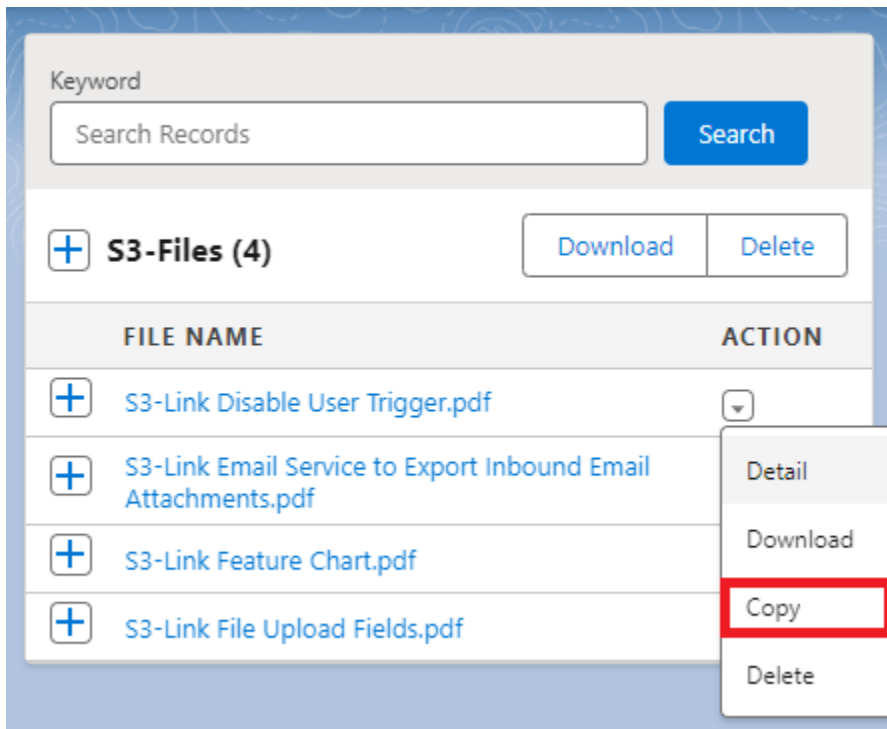 Keyword
Search Records
Search
S3-Files (4)
Download
Delete
FILE NAME
ACTION
S3-Link Disable User Trigger.pdf
S3-Link Email Service to Export Inbound Email
Attachments.pdf
S3-Link Feature Chart.pdf
S3-Link File Upload Fields.pdf
Detail
Download
Copy
Delete